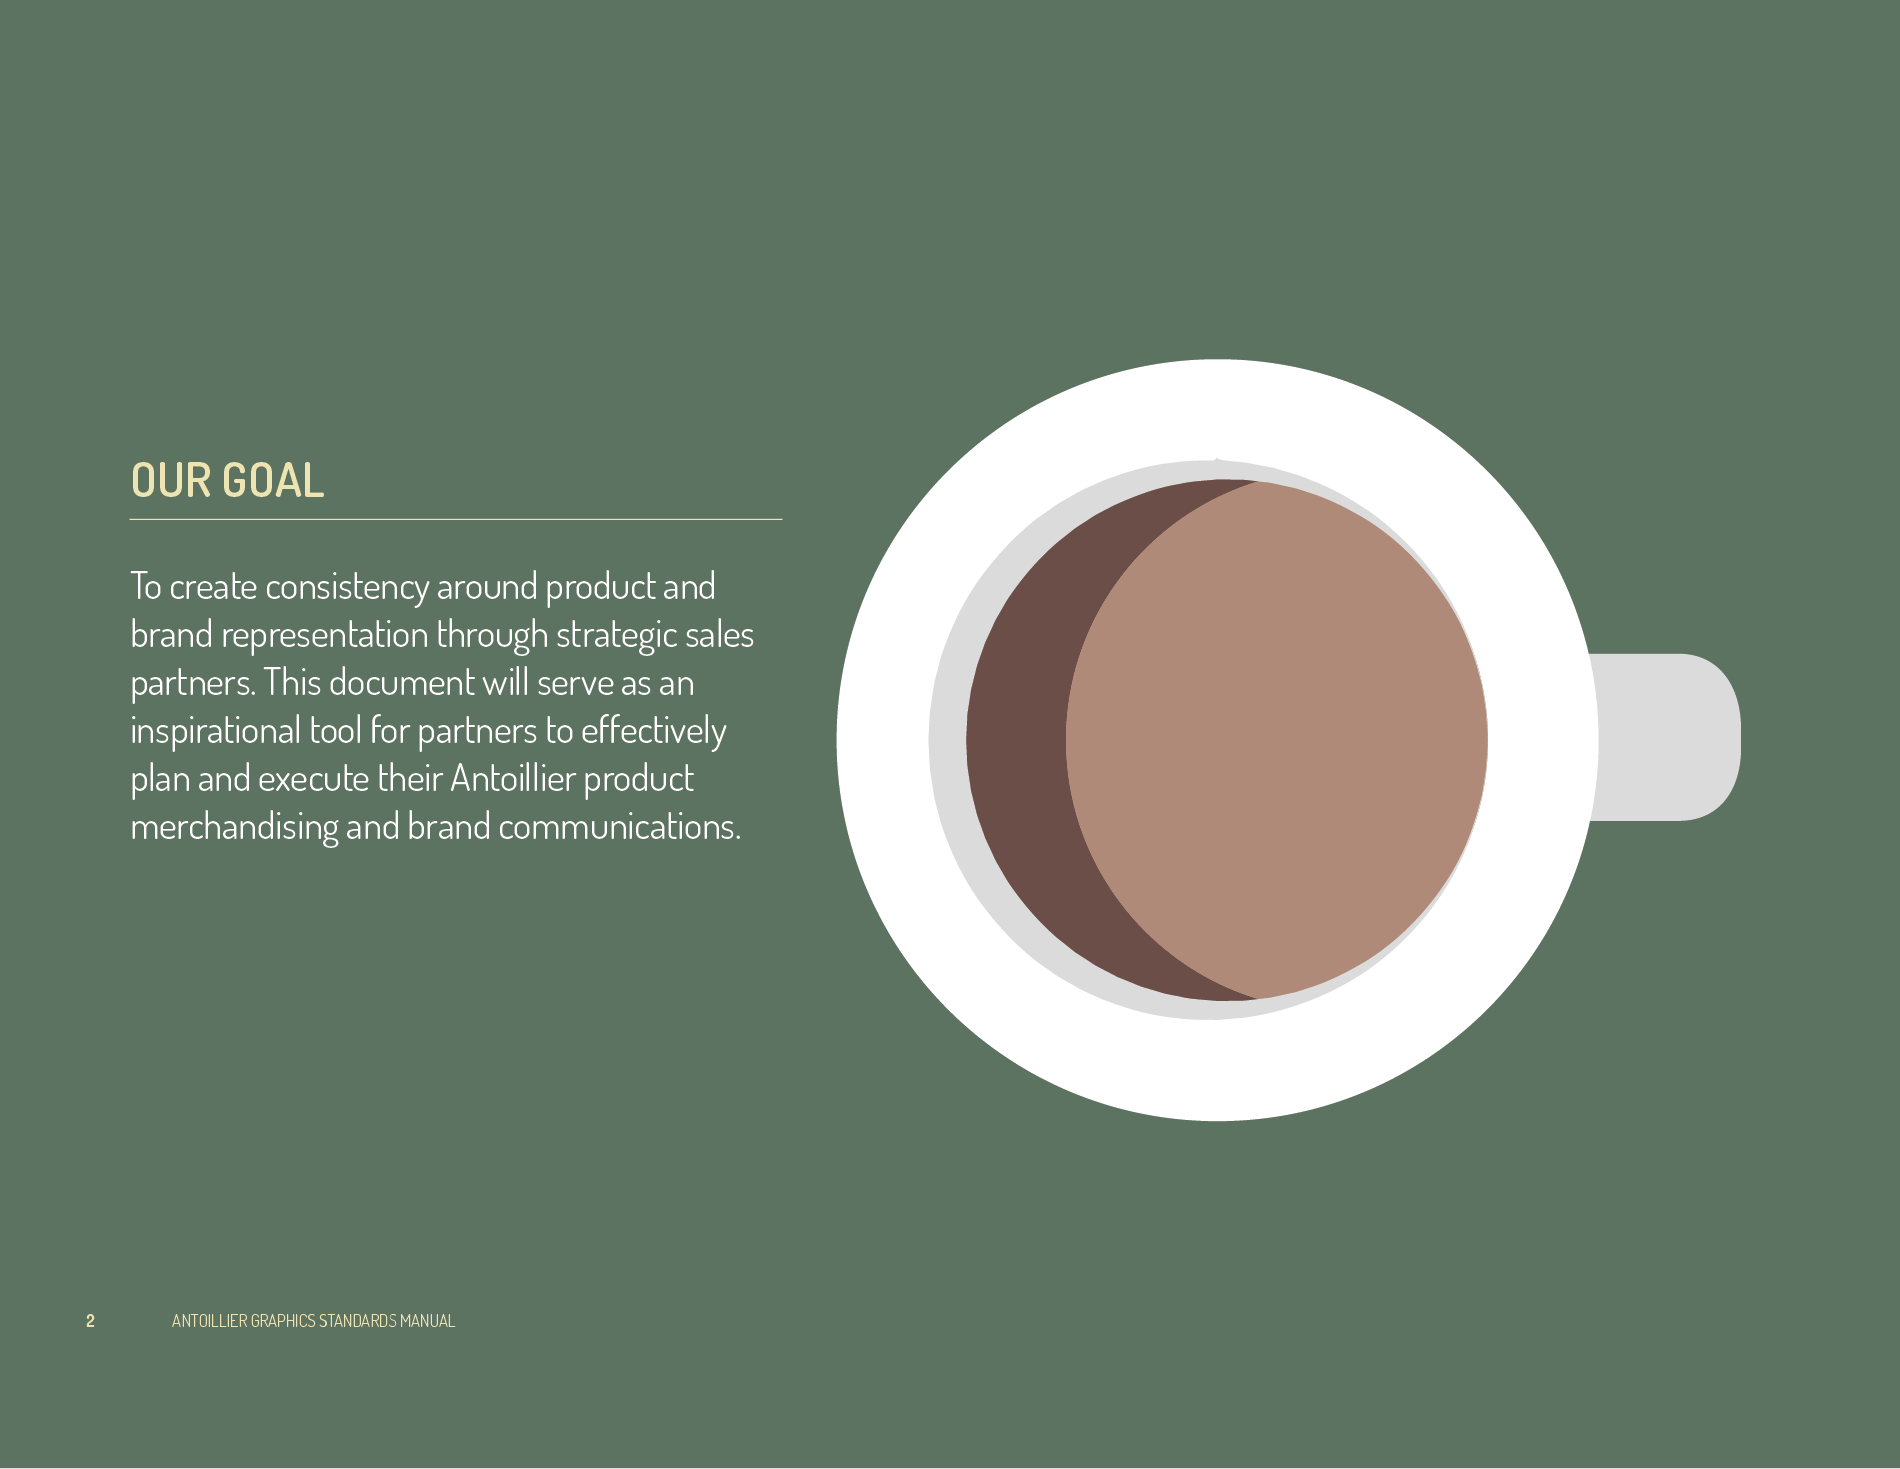 OUR GOAL
To create consistency around product and
brand representation through strategic sales
partners. This document will serve as an
inspirational tool for partners to effectively
plan and execute their Antoillier product
merchandising and brand communications.
2 ANTOILLIER GRAPHICS STANDARDS MANUAL